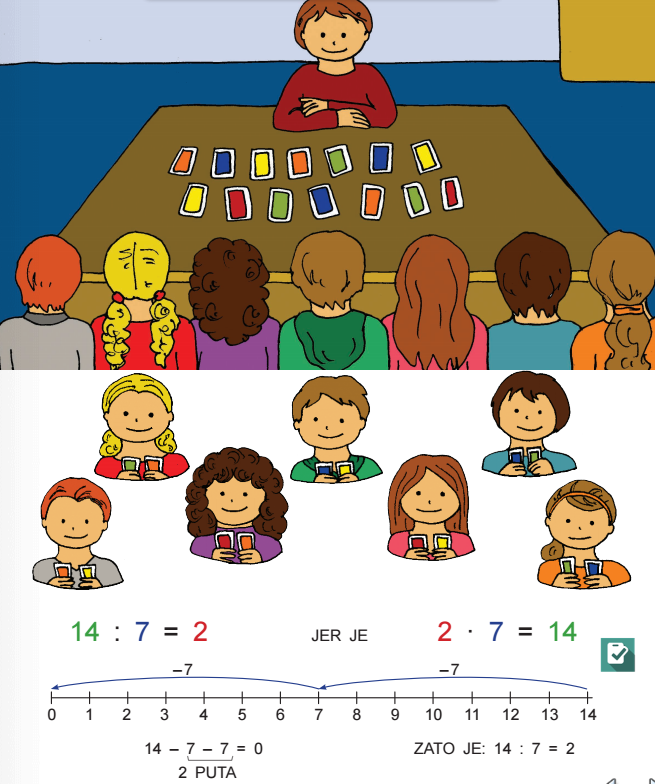 14 : 7 = 2 JER JE 2 · 7 = 14
–7 –7
0 1 2 3 4 5 6 7 8 9 10 11 12 13 14
14 – 7 – 7 = 0 ZATO JE: 14 : 7 = 2
2 PUTA